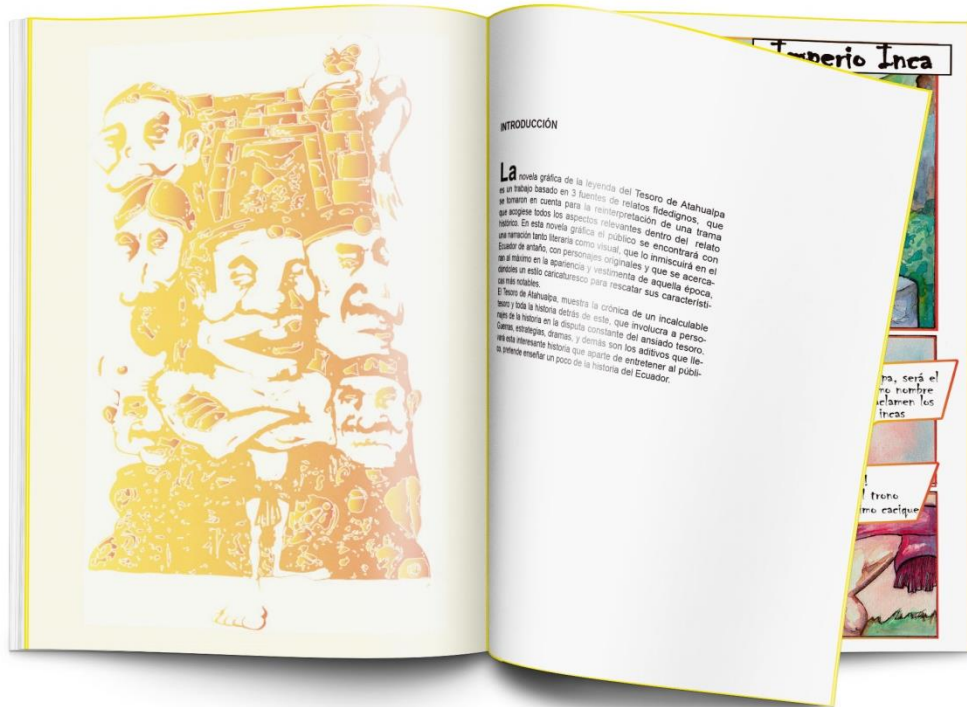 INTRODUCCIÓN
La novela gráfica de la leyenda del Tesoro de Atahualpa
es un trabajo basado en 3 fuentes de relatos fidedignos, que
se tomaron en cuenta para la reinterpretación de una trama
que acogiese todos los aspectos relevantes dentro del relato
histórico. En esta novela gráfica el público se encontrará con
una narración tanto literaria como visual, que lo inmiscuirá en el
Ecuador de antaño, con personajes originales y que se acerca-
ran al máximo en la apariencia y vestimenta de aquella época,
dándoles un estilo caricaturesco para rescatar sus característi-
cas más notables.
El Tesoro de Atahualpa, muestra la crónica de un incalculable
tesoro y toda la historia detrás de este, que involucra a perso-
najes de la historia en la disputa constante del ansiado tesoro.
Guerras, estrategias, dramas, y demás son los aditivos que lle-
vará esta interesante historia que aparte de entretener al públi-
co, pretende enseñar un poco de la historia del Ecuador.
Imperio Inca
pa, será el
mo nombre
clamen los
incas
l trono
mo cacique